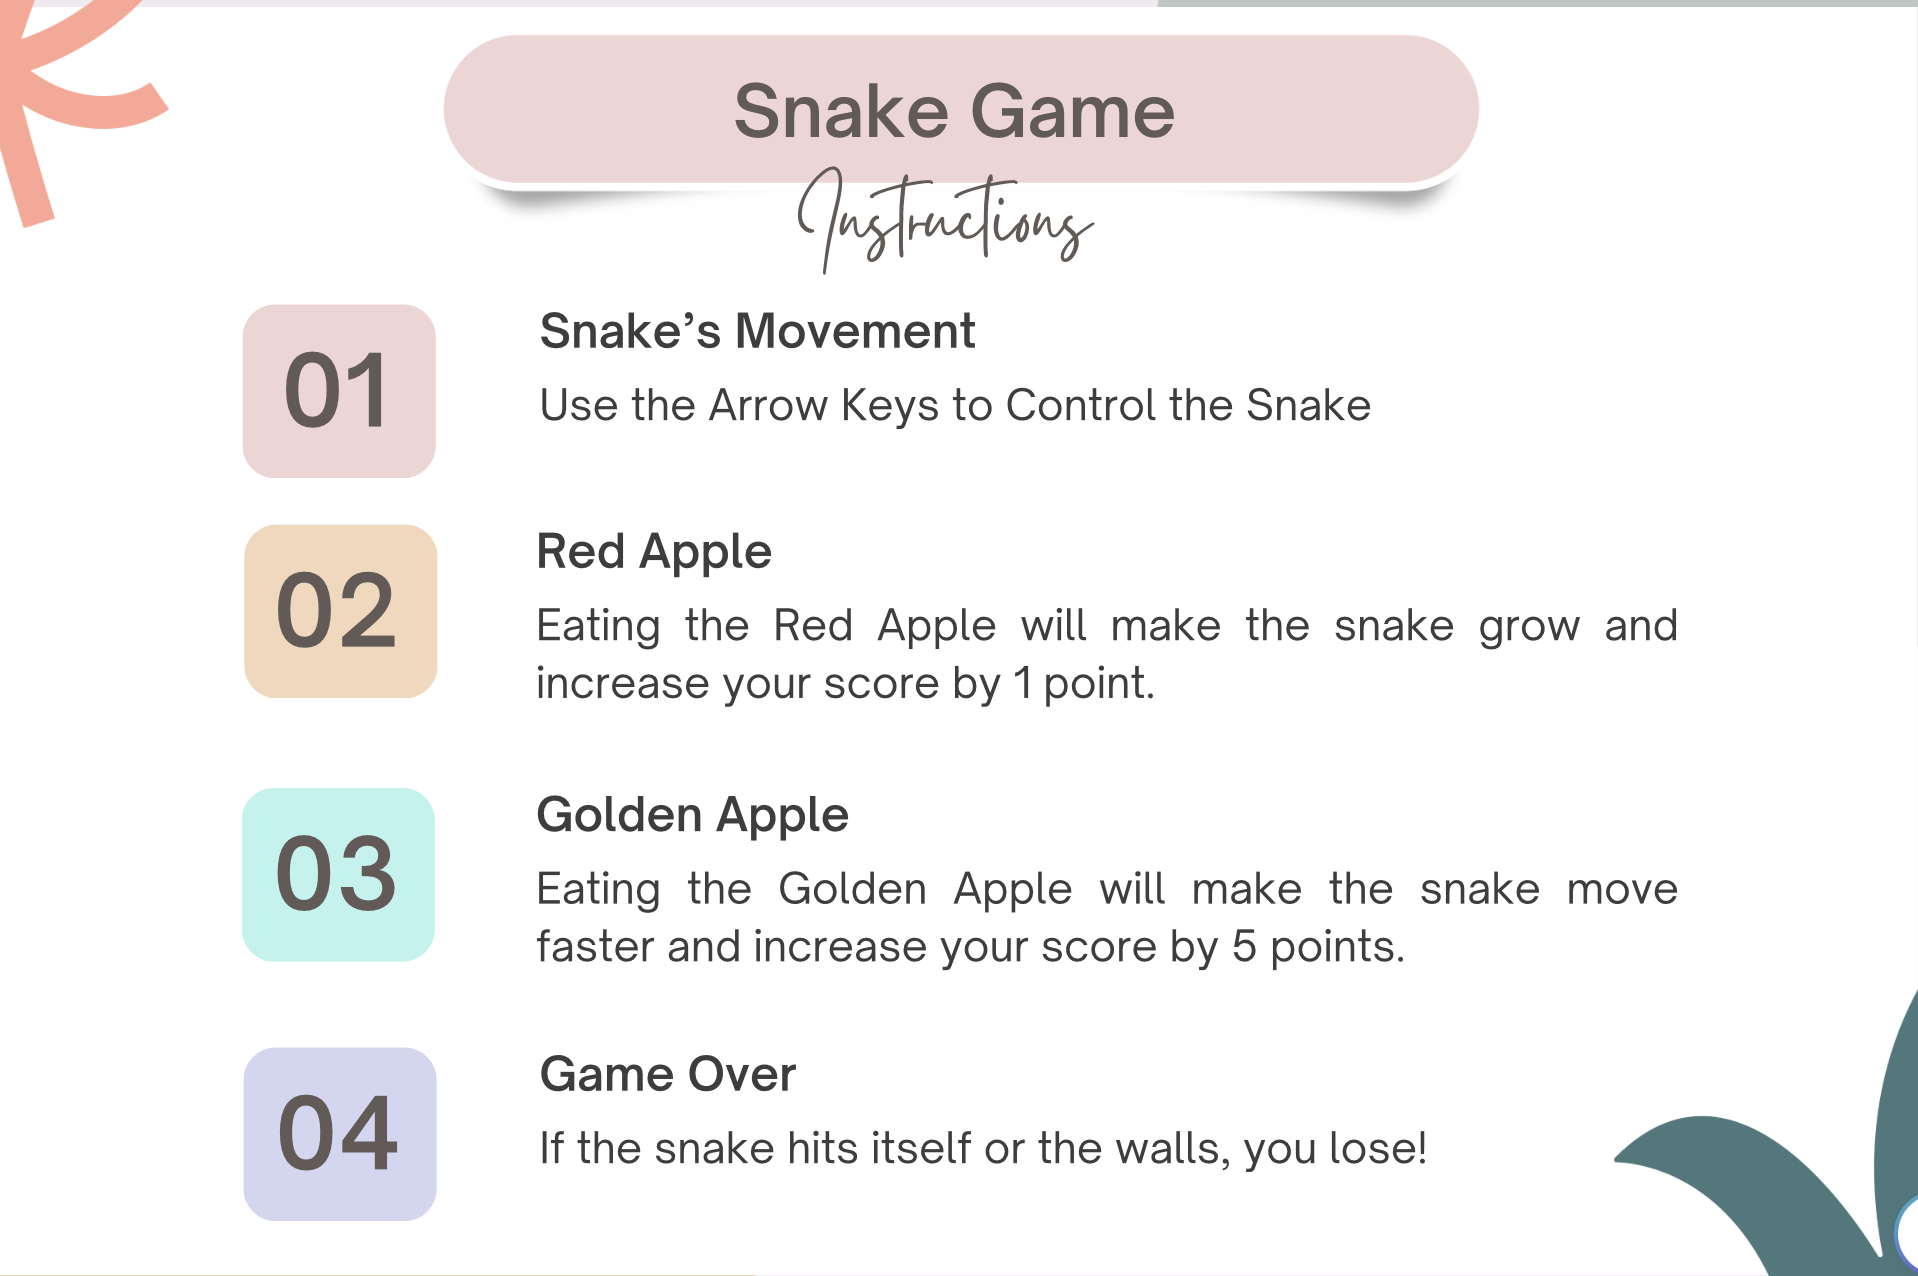 Snake Game
Instructions
01
Snake’s Movement
Use the Arrow Keys to Control the Snake
02
Red Apple
Eating the Red Apple will make the snake grow and
increase your score by 1 point.
03
Golden Apple
Eating the Golden Apple will make the snake move
faster and increase your score by 5 points.
04
Game Over
If the snake hits itself or the walls, you lose!